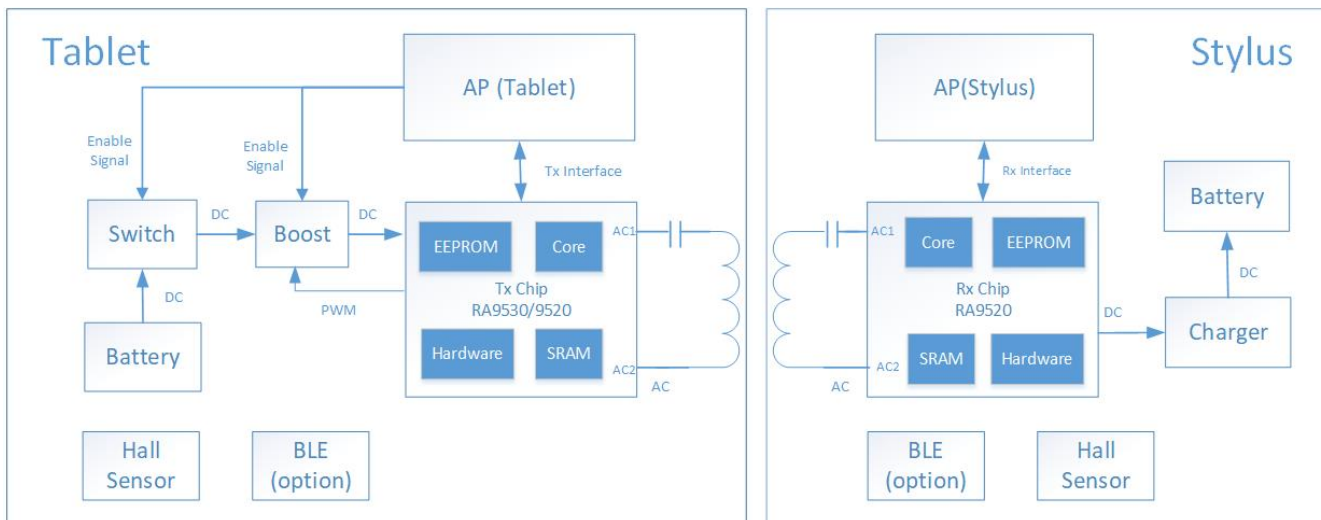 Tablet
AP (Tablet)
Enable
Signal
Enable
Signal
Tx Interface
Switch
DC
Boost
DC
EEPROM
Core
AC1
Tx Chip
RA9530/9520
DC
PWM
Battery
Hardware
SRAM
AC2
AC
Hall
Sensor
BLE
(option)
Stylus
AP(Stylus)
Rx Interface
Battery
AC1
Core
EEPROM
DC
Rx Chip
RA9520
DC
Charger
SRAM
Hardware
AC2
AC
BLE
(option)
Hall
Sensor